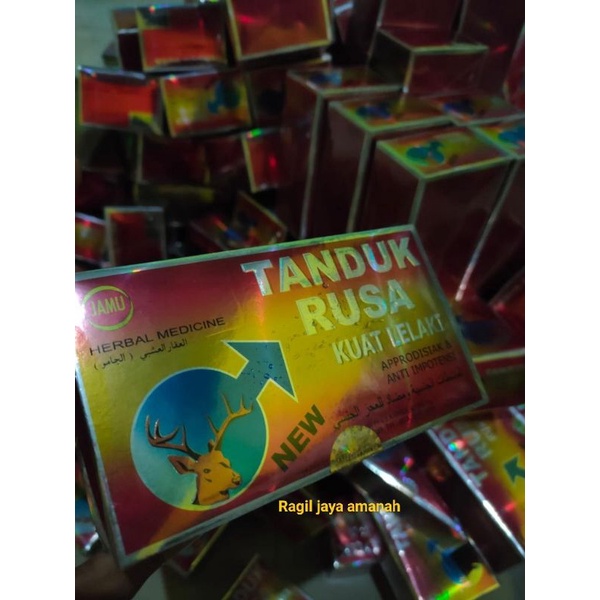 JAMU
HERBAL MEDICINE
TANDUK
RUSA
KUAT LELAKI
APPRODISIAK &
ANTI IMPOTENSI
NEW
Ragil jaya amanah